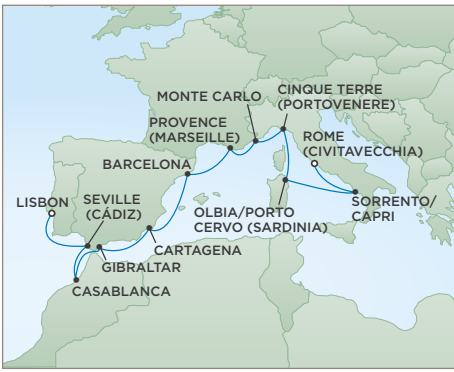 MONTE CARLO
CINQUE TERRE
(PORTOVENERE)
PROVENCE
(MARSEILLE)
ROME
(CIVITAVECCHIA)
BARCELONA
LISBON
SEVILLE
(CÁDIZ)
OLBIA/PORTO
CERVO (SARDINIA)
SORRENTO/
CAPRI
CARTAGENA
GIBRALTAR
CASABLANCA